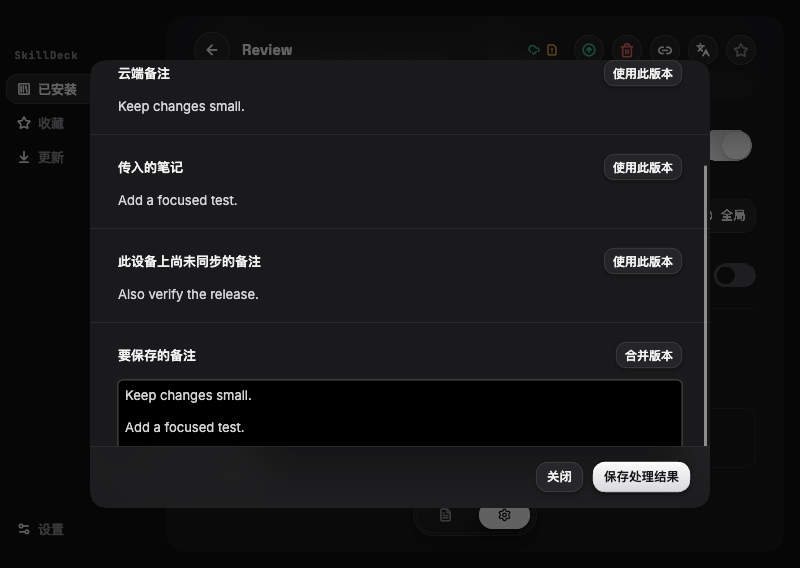 SkillDeck
Review
已安装
收藏
更新
云端备注
使用此版本
Keep changes small.
传入的笔记
使用此版本
Add a focused test.
全局
此设备上尚未同步的备注
使用此版本
Also verify the release.
要保存的备注
合并版本
Keep changes small.
Add a focused test.
关闭
保存处理结果
设置